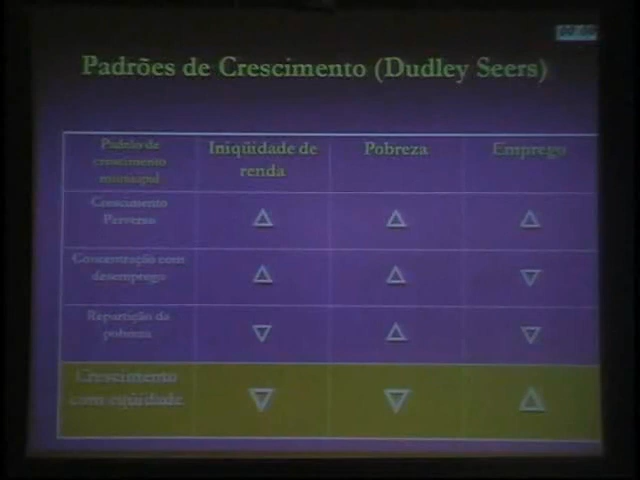 Padrões de Crescimento (Dudley Seers)
Padrão de
crescimento
municipal
Iniqüidade de
renda
Pobreza
Emprego
Crescimento
Perverso
△ △ △
Concentração com
desemprego
△ △ ▽
Repartição da
pobreza
▽ △ ▽
Crescimento
com eqüidade
▽ ▽ △